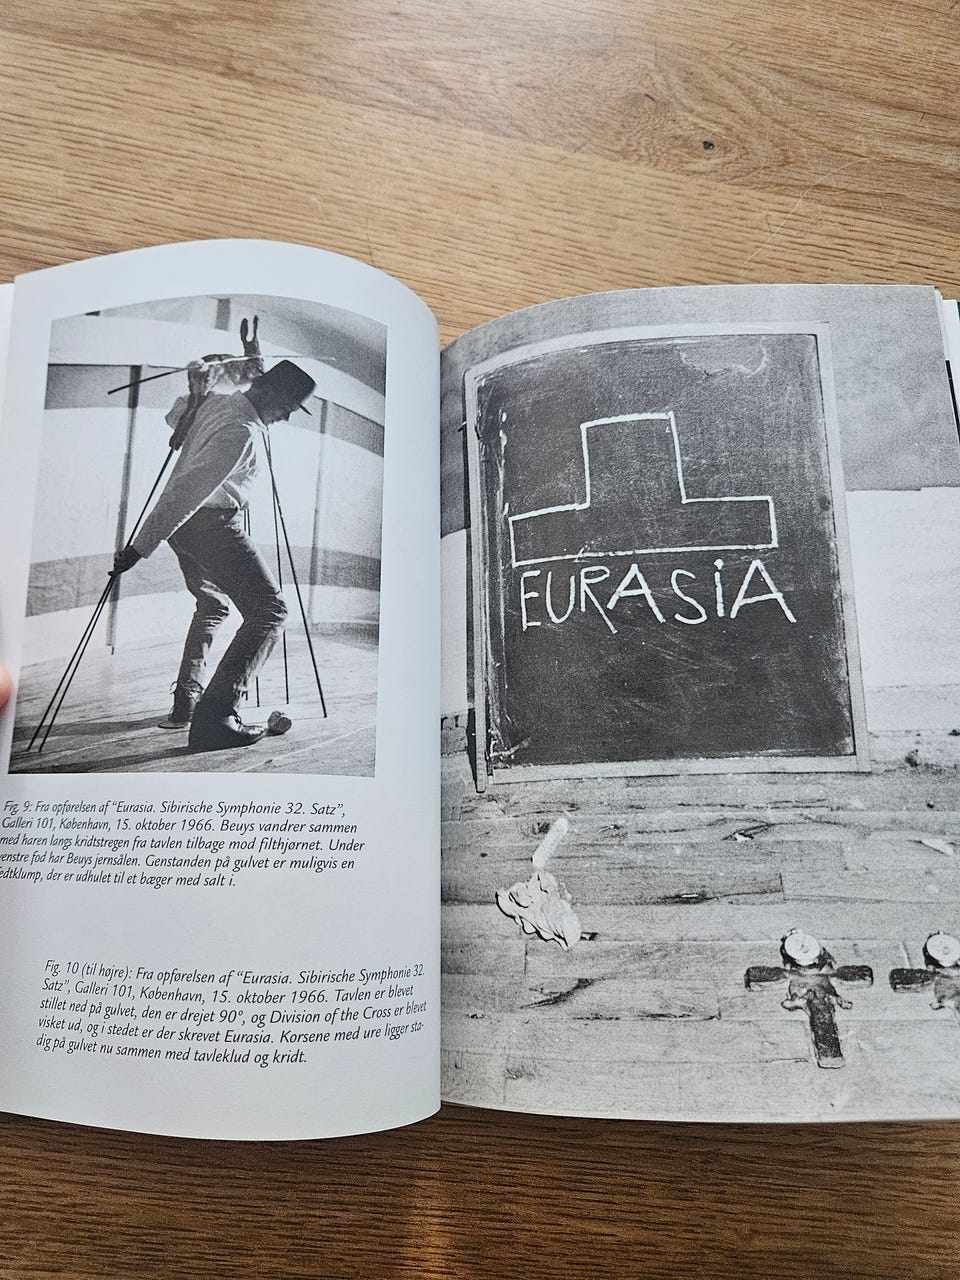 Fig. 9: Fra opførelsen af "Eurasia. Sibirische Symphonie 32. Satz",
Galleri 101, København, 15. oktober 1966. Beuys vandrer sammen
med haren langs kridtstregen fra tavlen tilbage mod filthjørnet. Under
venstre fod har Beuys jernsålen. Genstanden på gulvet er muligvis en
fedtklump, der er udhulet til et bæger med salt i.
Fig. 10 (til højre): Fra opførelsen af "Eurasia. Sibirische Symphonie 32.
Satz", Galleri 101, København, 15. oktober 1966. Tavlen er blevet
stillet ned på gulvet, den er drejet 90°, og Division of the Cross er blevet
visket ud, og i stedet er der skrevet Eurasia. Korsene med ure ligger sta-
dig på gulvet nu sammen med tavleklud og kridt.
EURASiA